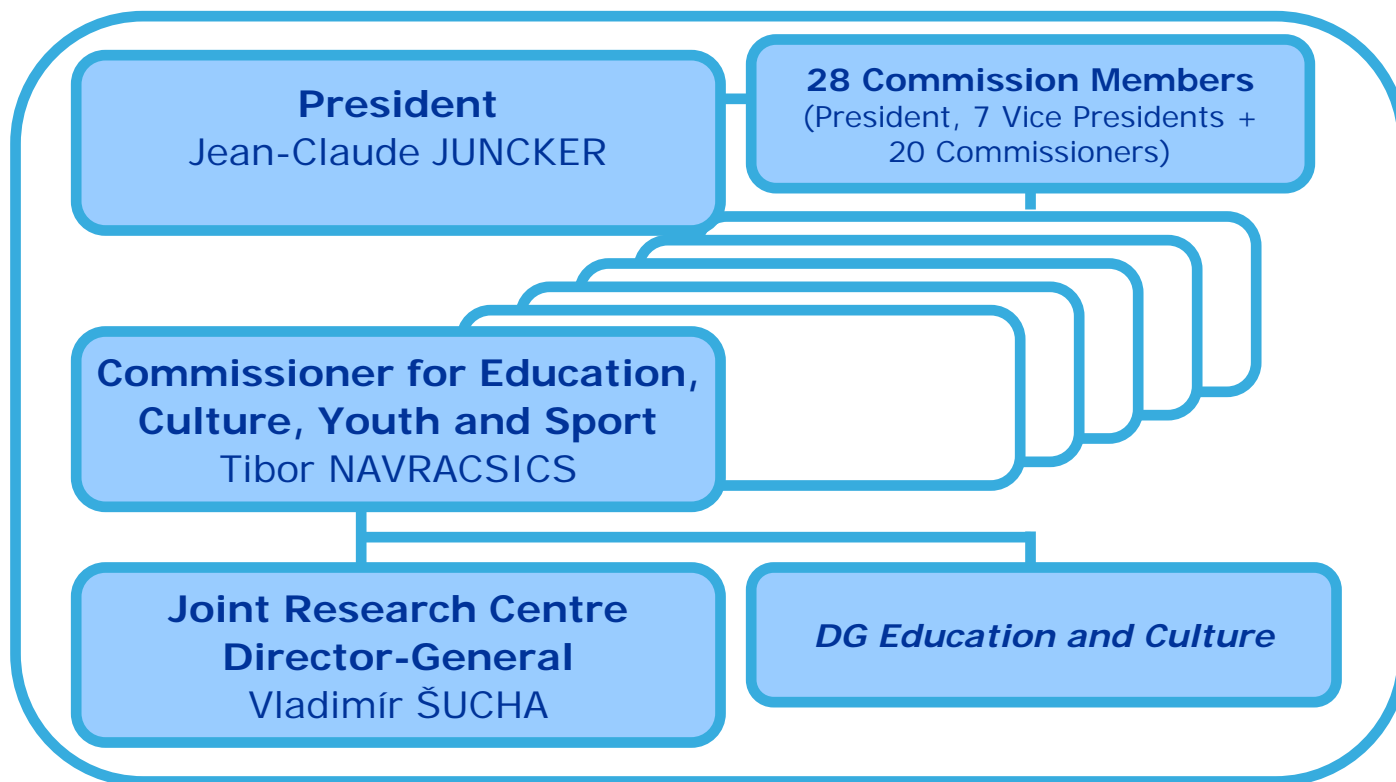 President
Jean-Claude JUNCKER
28 Commission Members
(President, 7 Vice Presidents +
20 Commissioners)
Commissioner for Education,
Culture, Youth and Sport
Tibor NAVRACSICS
Joint Research Centre
Director-General
Vladimír ŠUCHA
DG Education and Culture